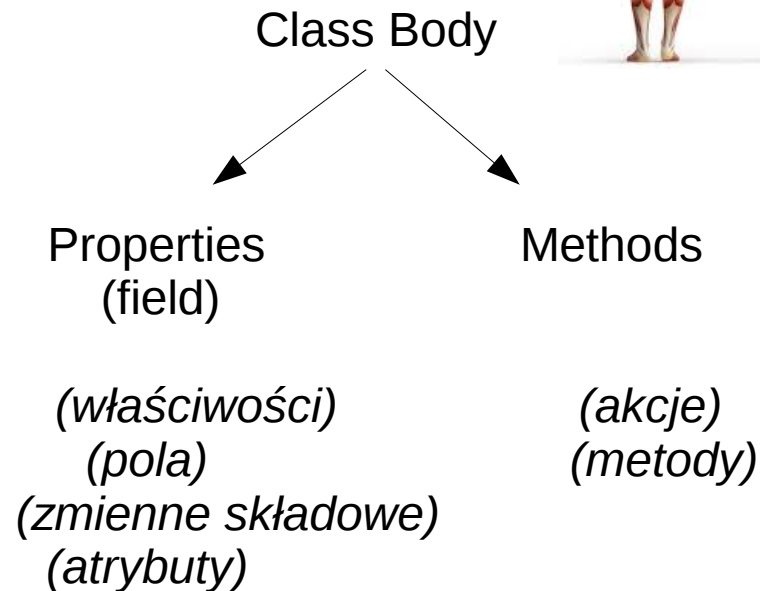 Class Body
Properties
(field)
(właściwości)
(pola)
(zmienne składowe)
(atrybuty)
Methods
(akcje)
(metody)